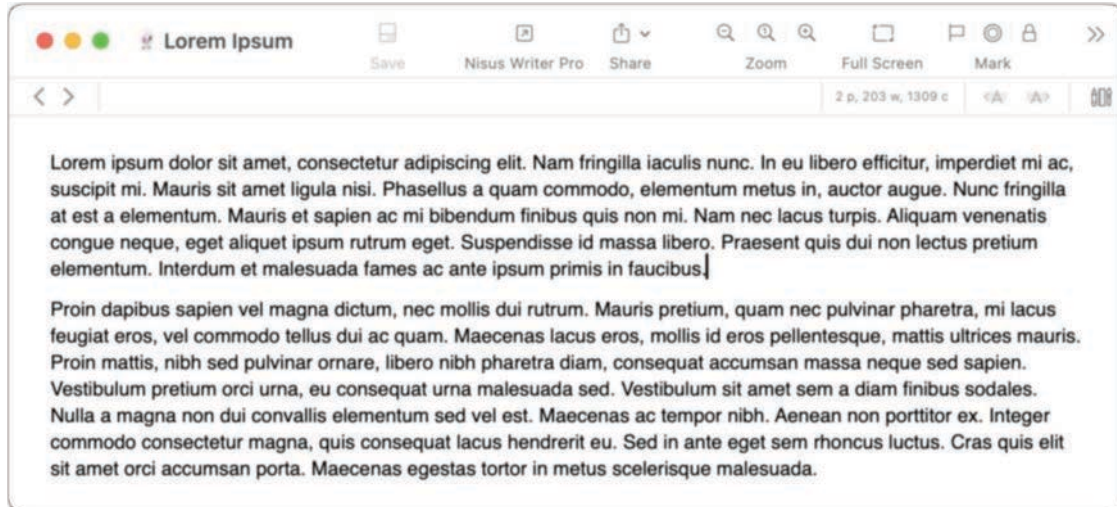 Lorem Ipsum
Save
Nisus Writer Pro
Share
Zoom
Full Screen
Mark
2 p, 203 w, 1309 c
<A
A>
Lorem ipsum dolor sit amet, consectetur adipiscing elit. Nam fringilla iaculis nunc. In eu libero efficitur, imperdiet mi ac,
suscipit mi. Mauris sit amet ligula nisi. Phasellus a quam commodo, elementum metus in, auctor augue. Nunc fringilla
at est a elementum. Mauris et sapien ac mi bibendum finibus quis non mi. Nam nec lacus turpis. Aliquam venenatis
congue neque, eget aliquet ipsum rutrum eget. Suspendisse id massa libero. Praesent quis dui non lectus pretium
elementum. Interdum et malesuada fames ac ante ipsum primis in faucibus.
Proin dapibus sapien vel magna dictum, nec mollis dui rutrum. Mauris pretium, quam nec pulvinar pharetra, mi lacus
feugiat eros, vel commodo tellus dui ac quam. Maecenas lacus eros, mollis id eros pellentesque, mattis ultrices mauris.
Proin mattis, nibh sed pulvinar ornare, libero nibh pharetra diam, consequat accumsan massa neque sed sapien.
Vestibulum pretium orci urna, eu consequat urna malesuada sed. Vestibulum sit amet sem a diam finibus sodales.
Nulla a magna non dui convallis elementum sed vel est. Maecenas ac tempor nibh. Aenean non porttitor ex. Integer
commodo consectetur magna, quis consequat lacus hendrerit eu. Sed in ante eget sem rhoncus luctus. Cras quis elit
sit amet orci accumsan porta. Maecenas egestas tortor in metus scelerisque malesuada.